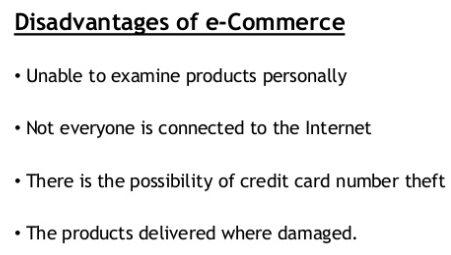 Disadvantages of e-Commerce
• Unable to examine products personally
• Not everyone is connected to the Internet
• There is the possibility of credit card number theft
• The products delivered where damaged.